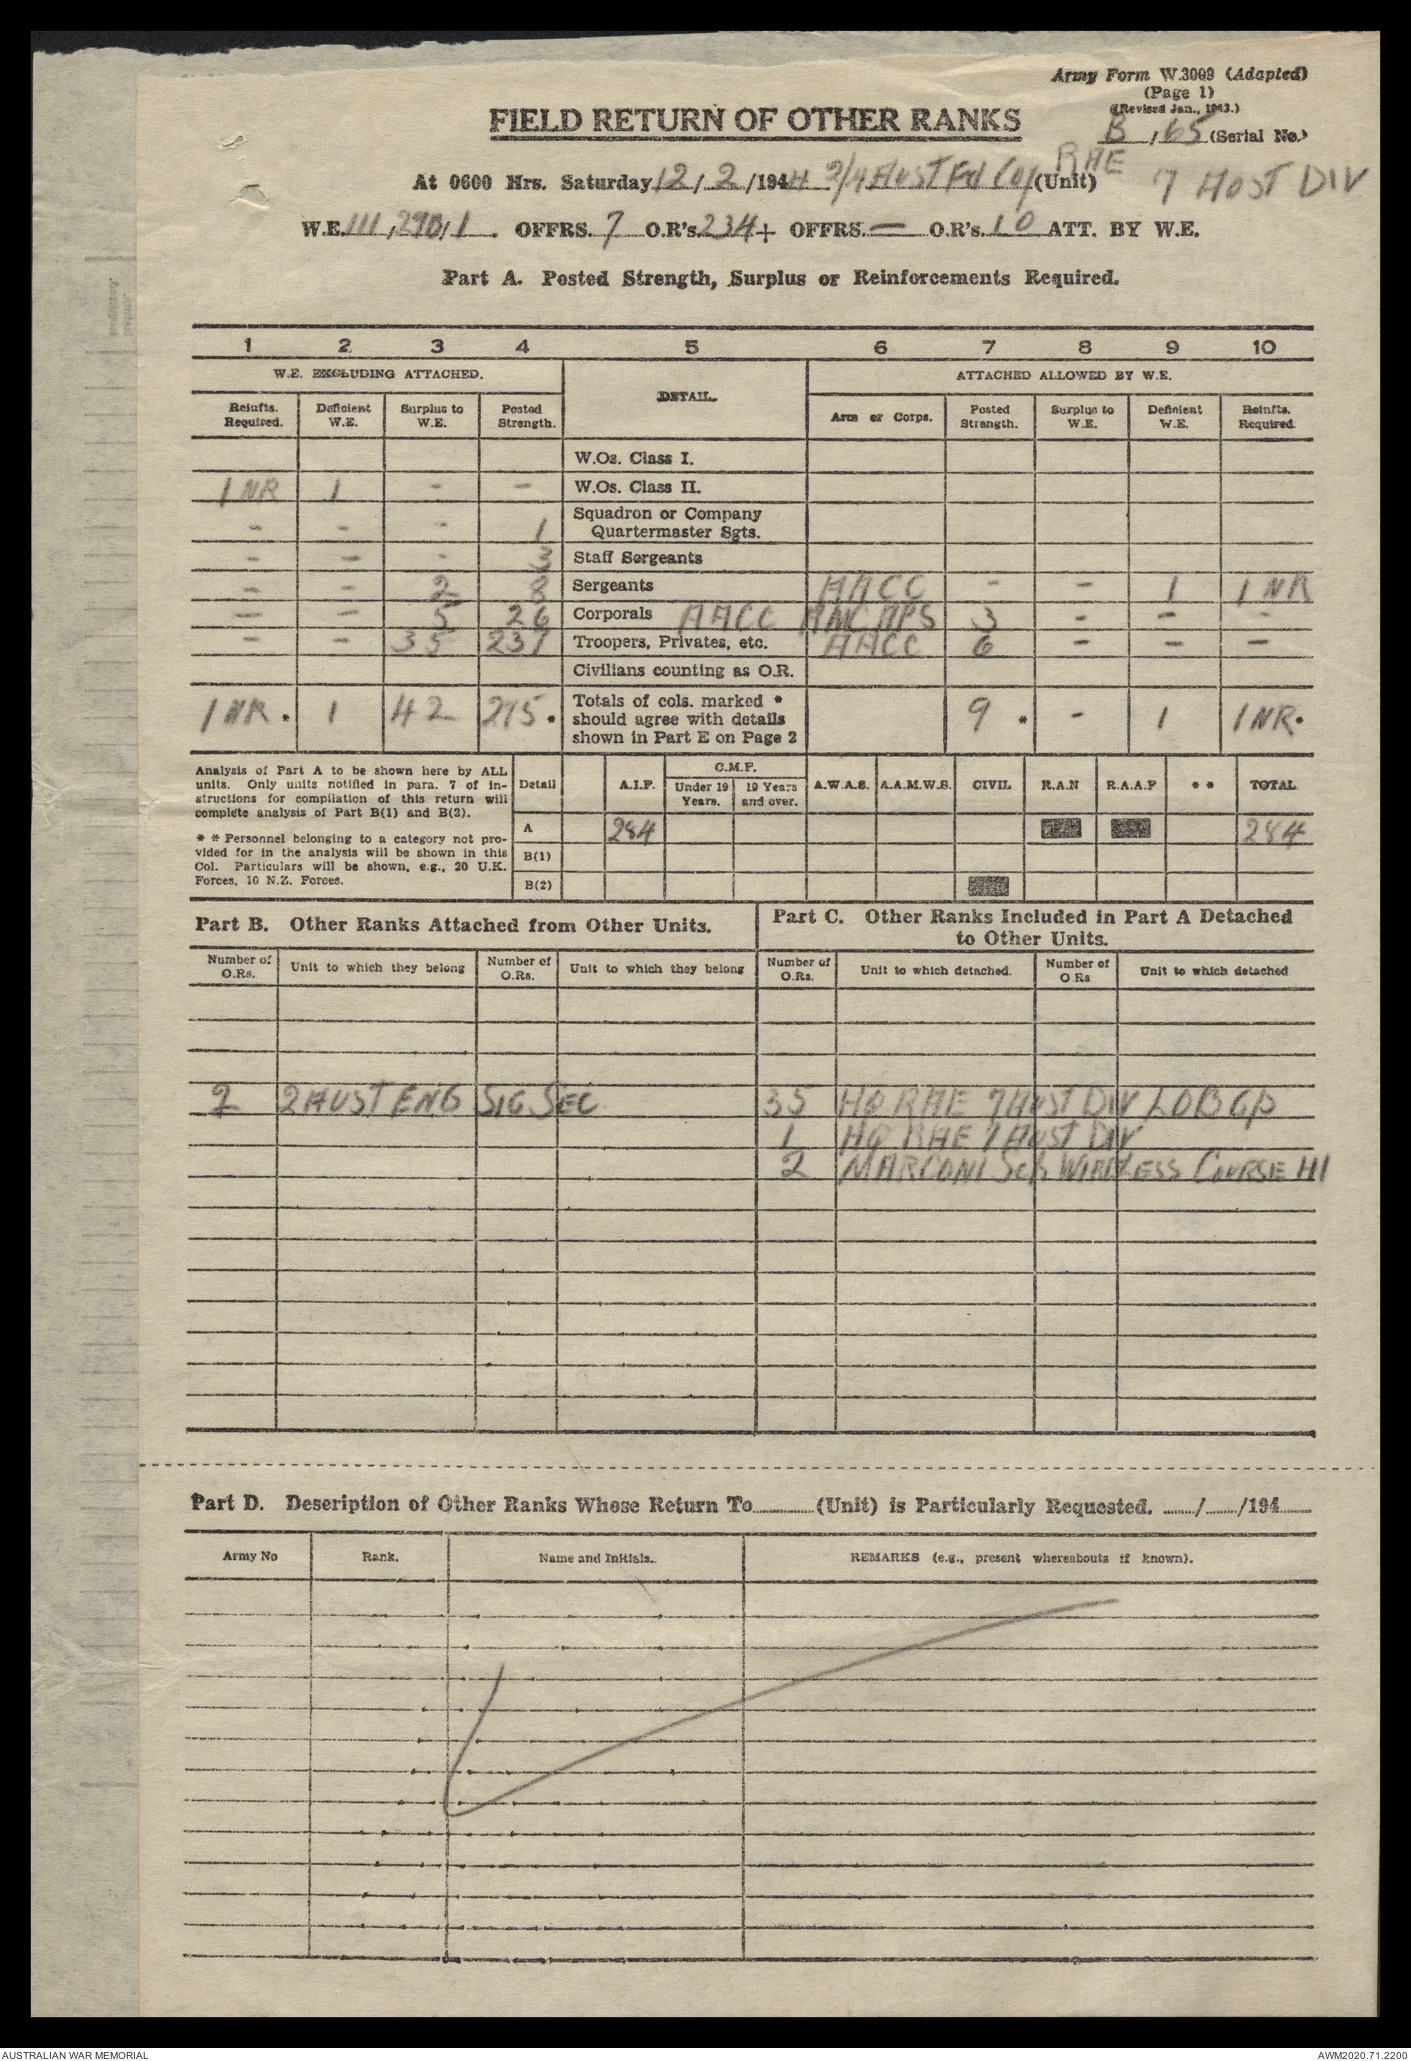 Army Form W.3009 (Adapted)
(Page 1)
(Revised Jan., 1943.)
FIELD RETURN OF OTHER RANKS
B / 65 (Serial No.)
RAE
At 0600 Hrs. Saturday 12 / 2 /1944 2/4 AUST Fd Coy (Unit) 7 AUST DIV
W.E. III, 29B, 1 . OFFRS. 7 O.R's. 234 + OFFRS. — O.R's. 10 ATT. BY W.E.
Part A. Posted Strength, Surplus or Reinforcements Required.
1 2 3 4 5 6 7 8 9 10
W.E. EXCLUDING ATTACHED. DETAIL. ATTACHED ALLOWED BY W.E.
Reinfts. Required. Deficient W.E. Surplus to W.E. Posted Strength. Arm or Corps. Posted Strength. Surplus to W.E. Deficient W.E. Reinfts. Required.
W.Os. Class I.
1 NR 1 - - W.Os. Class II.
Squadron or Company
- - - 1 Quartermaster Sgts.
- - - 3 Staff Sergeants
- - 2 8 Sergeants AACC - - 1 1 NR
- - 5 26 Corporals AACC AMC APS 3 - - -
- - 35 237 Troopers, Privates, etc. AACC 6 - - -
Civilians counting as O.R.
Totals of cols. marked *
1 NR * 1 42 275 * should agree with details 9 * - 1 1 NR *
shown in Part E on Page 2
Analysis of Part A to be shown here by ALL
units. Only units notified in para. 7 of in-
structions for compilation of this return will
complete analysis of Part B(1) and B(2).
* * Personnel belonging to a category not pro-
vided for in the analysis will be shown in this
Col. Particulars will be shown, e.g., 20 U.K.
Forces, 10 N.Z. Forces.
Detail A.I.F. C.M.F. Under 19 Years. 19 Years and over. A.W.A.S. A.A.M.W.S. CIVIL R.A.N R.A.A.F * * TOTAL
A 284 284
B(1)
B(2)
Part B. Other Ranks Attached from Other Units.
Part C. Other Ranks Included in Part A Detached
to Other Units.
Number of O.Rs. Unit to which they belong Number of O.Rs. Unit to which they belong Number of O.Rs. Unit to which detached. Number of O.Rs Unit to which detached
2 2 AUST ENG SIG SEC 35 HQ RAE 7 AUST DIV LOB GP
1 HQ RAE 7 AUST DIV
2 MARCONI Sch WIRELESS COURSE
Part D. Description of Other Ranks Whose Return To (Unit) is Particularly Requested. / /194
Army No Rank. Name and Initials. REMARKS (e.g., present whereabouts if known).
AUSTRALIAN WAR MEMORIAL AWM2020.71.2200